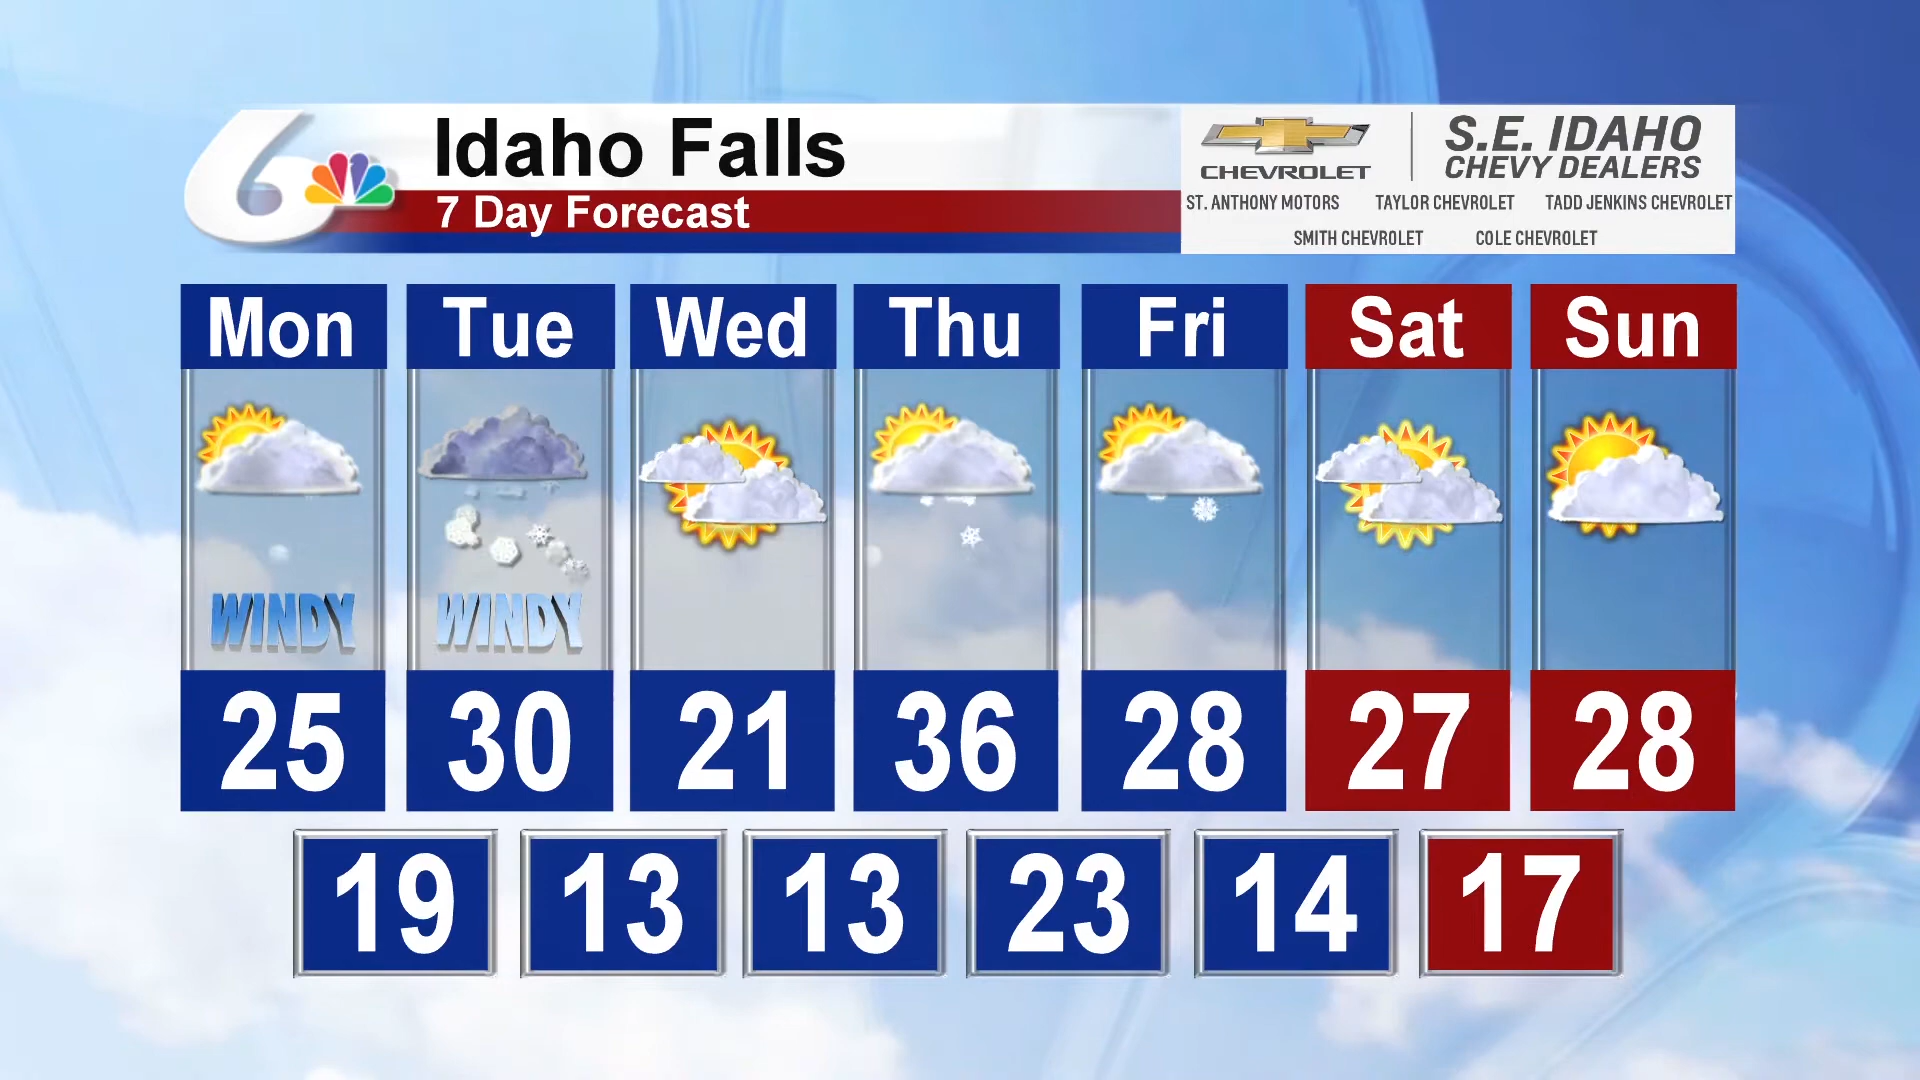 6
Idaho Falls
7 Day Forecast
CHEVROLET
S.E. IDAHO
CHEVY DEALERS
ST. ANTHONY MOTORS TAYLOR CHEVROLET TADD JENKINS CHEVROLET
SMITH CHEVROLET COLE CHEVROLET
Mon Tue Wed Thu Fri Sat Sun
WINDY WINDY
25 30 21 36 28 27 28
19 13 13 23 14 17